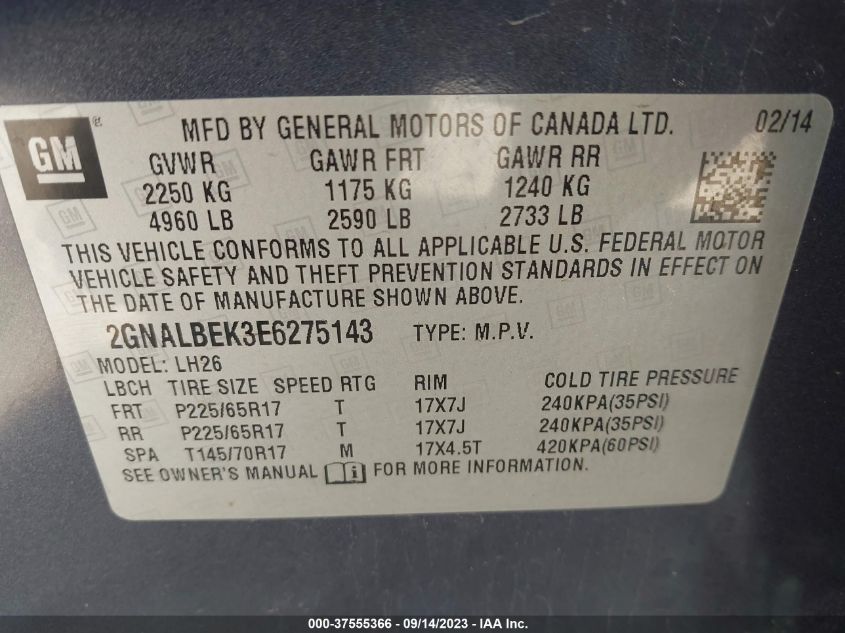 GM ®
MFD BY GENERAL MOTORS OF CANADA LTD. 02/14
GVWR GAWR FRT GAWR RR
2250 KG 1175 KG 1240 KG
4960 LB 2590 LB 2733 LB
THIS VEHICLE CONFORMS TO ALL APPLICABLE U.S. FEDERAL MOTOR
VEHICLE SAFETY AND THEFT PREVENTION STANDARDS IN EFFECT ON
THE DATE OF MANUFACTURE SHOWN ABOVE.
2GNALBEK3E6275143 TYPE: M.P.V.
MODEL: LH26
LBCH TIRE SIZE SPEED RTG RIM COLD TIRE PRESSURE
FRT P225/65R17 T 17X7J 240KPA(35PSI)
RR P225/65R17 T 17X7J 240KPA(35PSI)
SPA T145/70R17 M 17X4.5T 420KPA(60PSI)
SEE OWNER'S MANUAL FOR MORE INFORMATION.
000-37555366 - 09/14/2023 - IAA Inc.